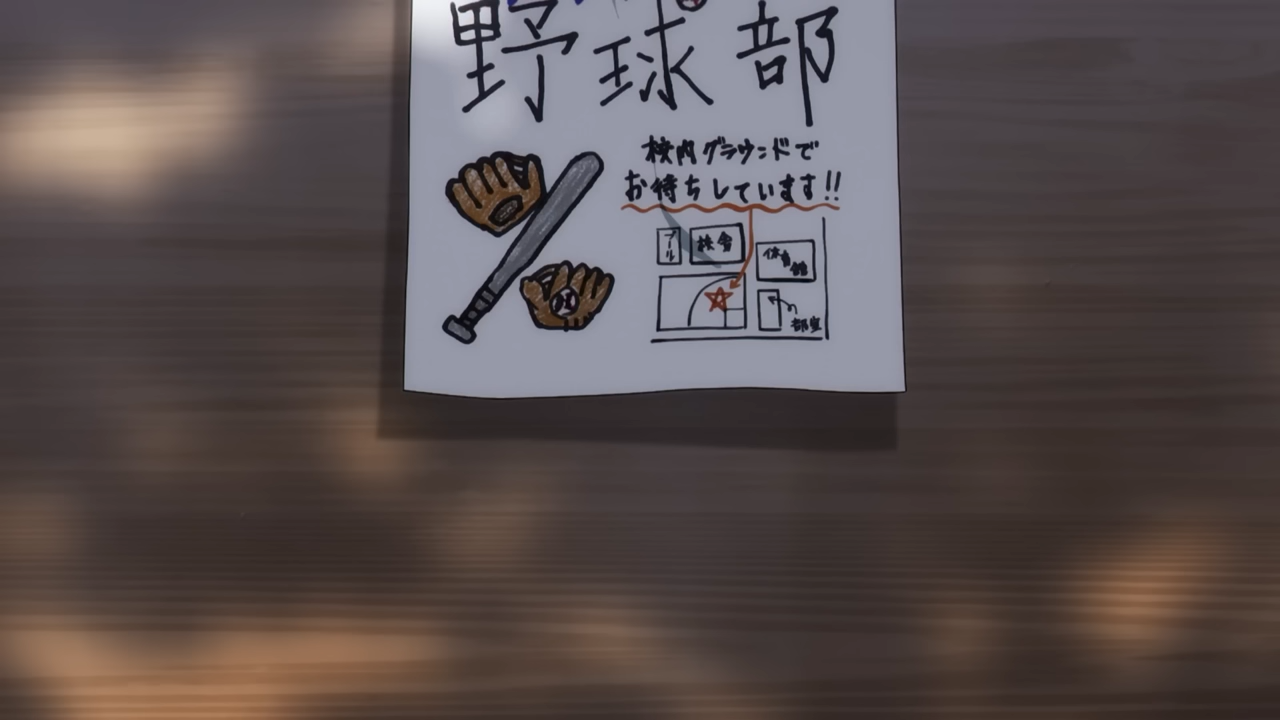 野球部
校内グラウンドで
お待ちしています!!
プール
校舎
体育館
部室